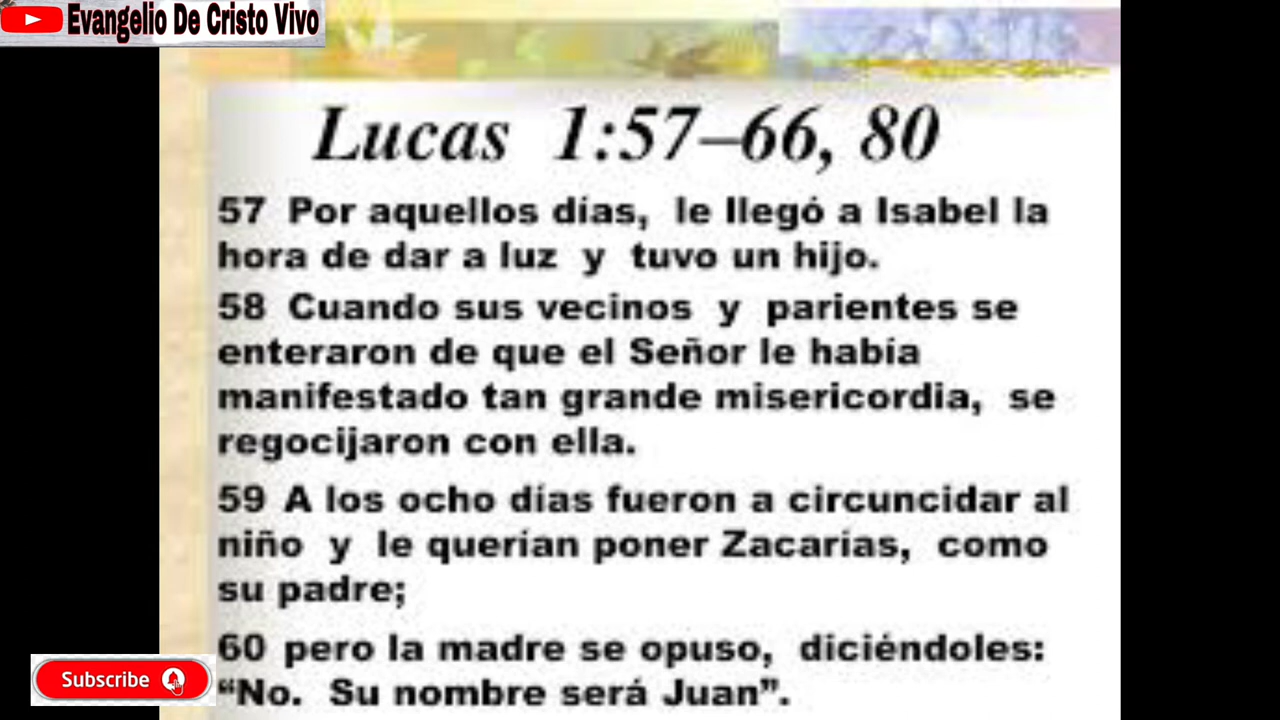 Evangelio De Cristo Vivo
Lucas 1:57–66, 80
57 Por aquellos días, le llegó a Isabel la
hora de dar a luz y tuvo un hijo.
58 Cuando sus vecinos y parientes se
enteraron de que el Señor le había
manifestado tan grande misericordia, se
regocijaron con ella.
59 A los ocho días fueron a circuncidar al
niño y le querían poner Zacarías, como
su padre;
60 pero la madre se opuso, diciéndoles:
“No. Su nombre será Juan”.
Subscribe